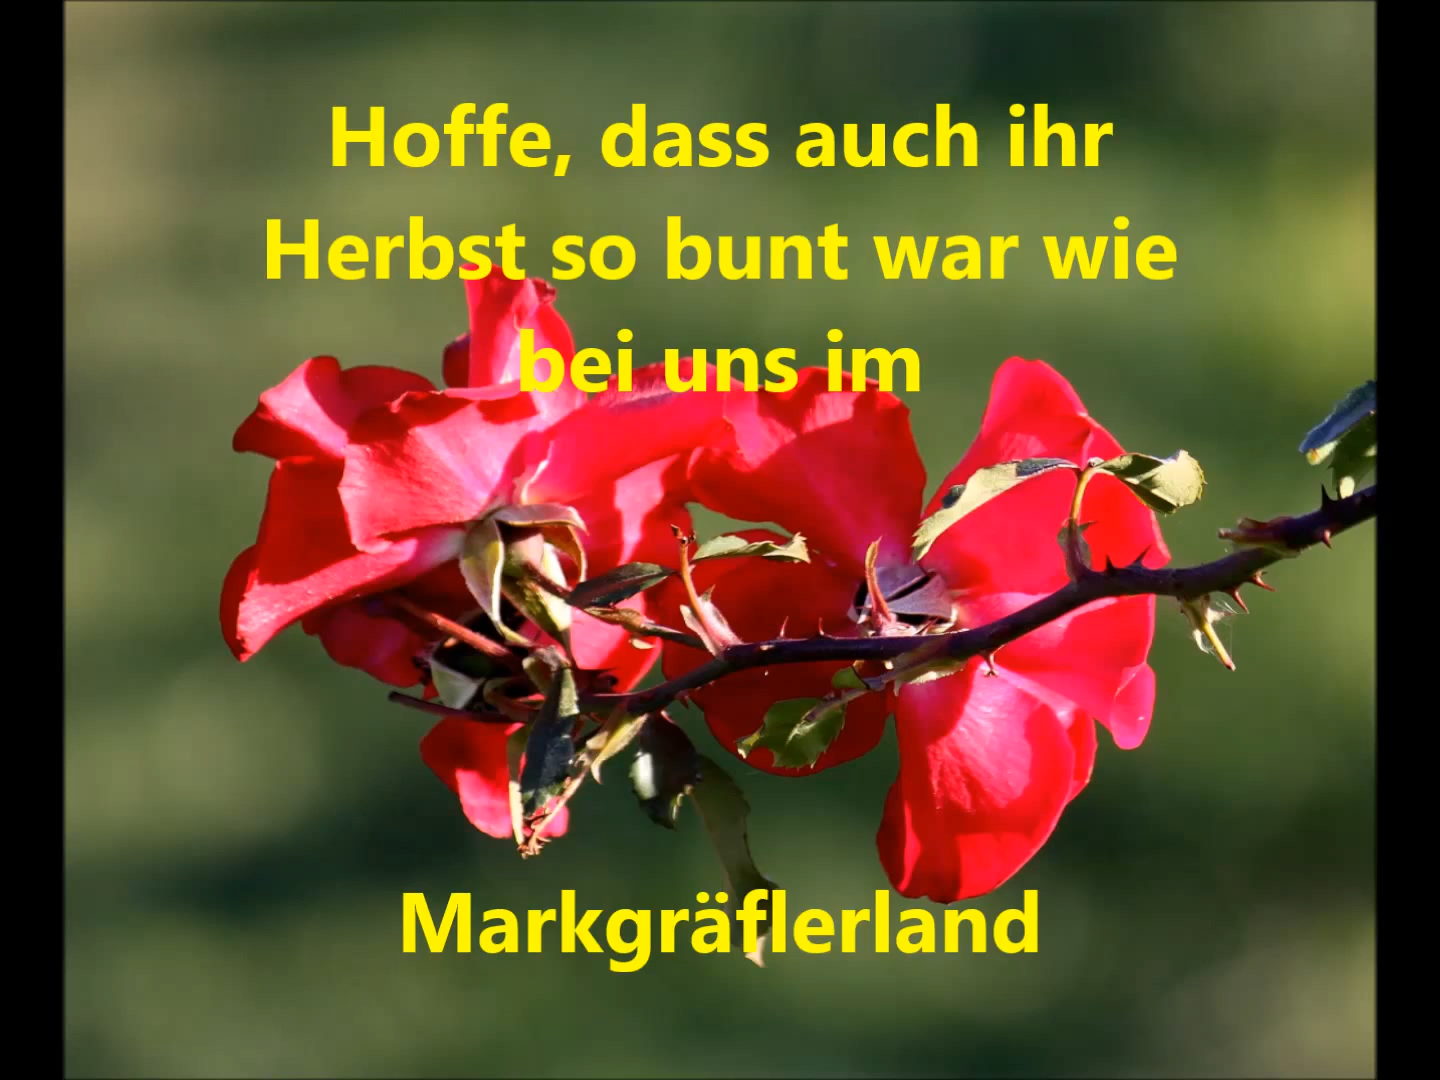 Hoffe, dass auch ihr
Herbst so bunt war wie
bei uns im
Markgräflerland